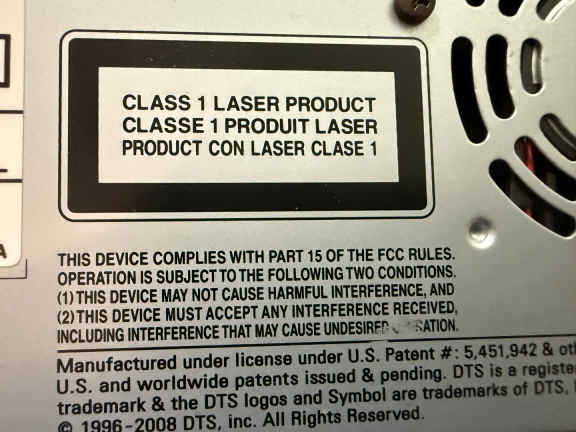 CLASS 1 LASER PRODUCT
CLASSE 1 PRODUIT LASER
PRODUCT CON LASER CLASE 1
A
THIS DEVICE COMPLIES WITH PART 15 OF THE FCC RULES.
OPERATION IS SUBJECT TO THE FOLLOWING TWO CONDITIONS.
(1) THIS DEVICE MAY NOT CAUSE HARMFUL INTERFERENCE, AND
(2) THIS DEVICE MUST ACCEPT ANY INTERFERENCE RECEIVED,
INCLUDING INTERFERENCE THAT MAY CAUSE UNDESIRED
Manufactured under license under U.S. Patent #: 5,451,942 &
U.S. and worldwide patents issued & pending. DTS is a
trademark & the DTS logos and Symbol are trademarks of DTS,
© 1996-2008 DTS, inc. All Rights Reserved.